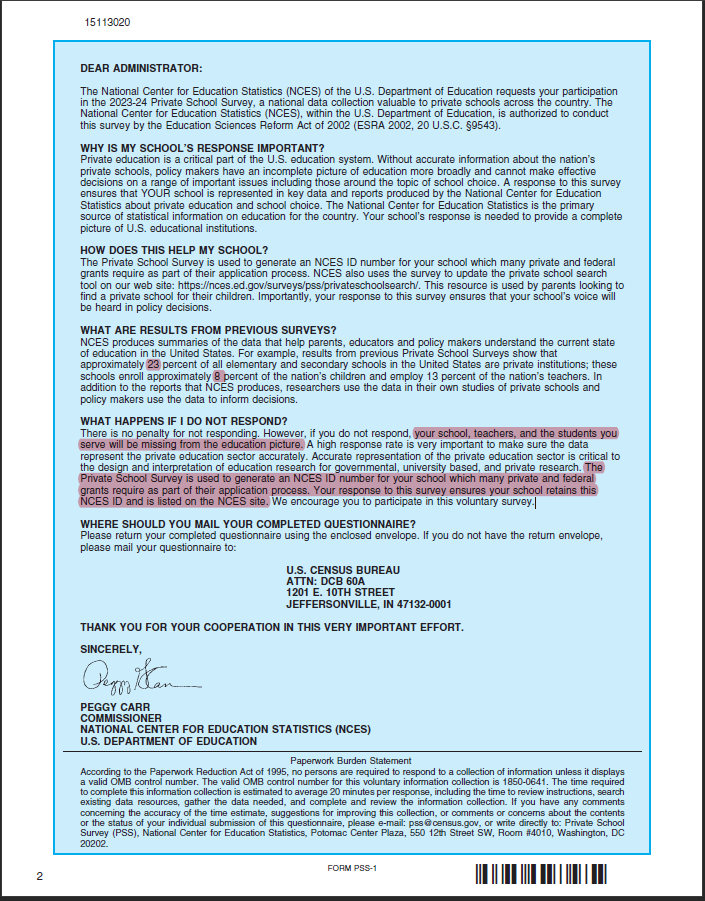 15113020
DEAR ADMINISTRATOR:
The National Center for Education Statistics (NCES) of the U.S. Department of Education requests your participation
in the 2023-24 Private School Survey, a national data collection valuable to private schools across the country. The
National Center for Education Statistics (NCES), within the U.S. Department of Education, is authorized to conduct
this survey by the Education Sciences Reform Act of 2002 (ESRA 2002, 20 U.S.C. §9543).
WHY IS MY SCHOOL'S RESPONSE IMPORTANT?
Private education is a critical part of the U.S. education system. Without accurate information about the nation's
private schools, policy makers have an incomplete picture of education more broadly and cannot make effective
decisions on a range of important issues including those around the topic of school choice. A response to this survey
ensures that YOUR school is represented in key data and reports produced by the National Center for Education
Statistics about private education and school choice. The National Center for Education Statistics is the primary
source of statistical information on education for the country. Your school's response is needed to provide a complete
picture of U.S. educational institutions.
HOW DOES THIS HELP MY SCHOOL?
The Private School Survey is used to generate an NCES ID number for your school which many private and federal
grants require as part of their application process. NCES also uses the survey to update the private school search
tool on our web site: https://nces.ed.gov/surveys/pss/privateschoolsearch/. This resource is used by parents looking to
find a private school for their children. Importantly, your response to this survey ensures that your school's voice will
be heard in policy decisions.
WHAT ARE RESULTS FROM PREVIOUS SURVEYS?
NCES produces summaries of the data that help parents, educators and policy makers understand the current state
of education in the United States. For example, results from previous Private School Surveys show that
approximately 23 percent of all elementary and secondary schools in the United States are private institutions; these
schools enroll approximately 8 percent of the nation's children and employ 13 percent of the nation's teachers. In
addition to the reports that NCES produces, researchers use the data in their own studies of private schools and
policy makers use the data to inform decisions.
WHAT HAPPENS IF I DO NOT RESPOND?
There is no penalty for not responding. However, if you do not respond, your school, teachers, and the students you
serve will be missing from the education picture. A high response rate is very important to make sure the data
represent the private education sector accurately. Accurate representation of the private education sector is critical to
the design and interpretation of education research for governmental, university based, and private research. The
Private School Survey is used to generate an NCES ID number for your school which many private and federal
grants require as part of their application process. Your response to this survey ensures your school retains this
NCES ID and is listed on the NCES site. We encourage you to participate in this voluntary survey.
WHERE SHOULD YOU MAIL YOUR COMPLETED QUESTIONNAIRE?
Please return your completed questionnaire using the enclosed envelope. If you do not have the return envelope,
please mail your questionnaire to:
U.S. CENSUS BUREAU
ATTN: DCB 60A
1201 E. 10TH STREET
JEFFERSONVILLE, IN 47132-0001
THANK YOU FOR YOUR COOPERATION IN THIS VERY IMPORTANT EFFORT.
SINCERELY,
PEGGY CARR
COMMISSIONER
NATIONAL CENTER FOR EDUCATION STATISTICS (NCES)
U.S. DEPARTMENT OF EDUCATION
Paperwork Burden Statement
According to the Paperwork Reduction Act of 1995, no persons are required to respond to a collection of information unless it displays
a valid OMB control number. The valid OMB control number for this voluntary information collection is 1850-0641. The time required
to complete this information collection is estimated to average 20 minutes per response, including the time to review instructions, search
existing data resources, gather the data needed, and complete and review the information collection. If you have any comments
concerning the accuracy of the time estimate, suggestions for improving this collection, or comments or concerns about the contents
or the status of your individual submission of this questionnaire, please e-mail: pss@census.gov, or write directly to: Private School
Survey (PSS), National Center for Education Statistics, Potomac Center Plaza, 550 12th Street SW, Room #4010, Washington, DC
20202.
2
FORM PSS-1